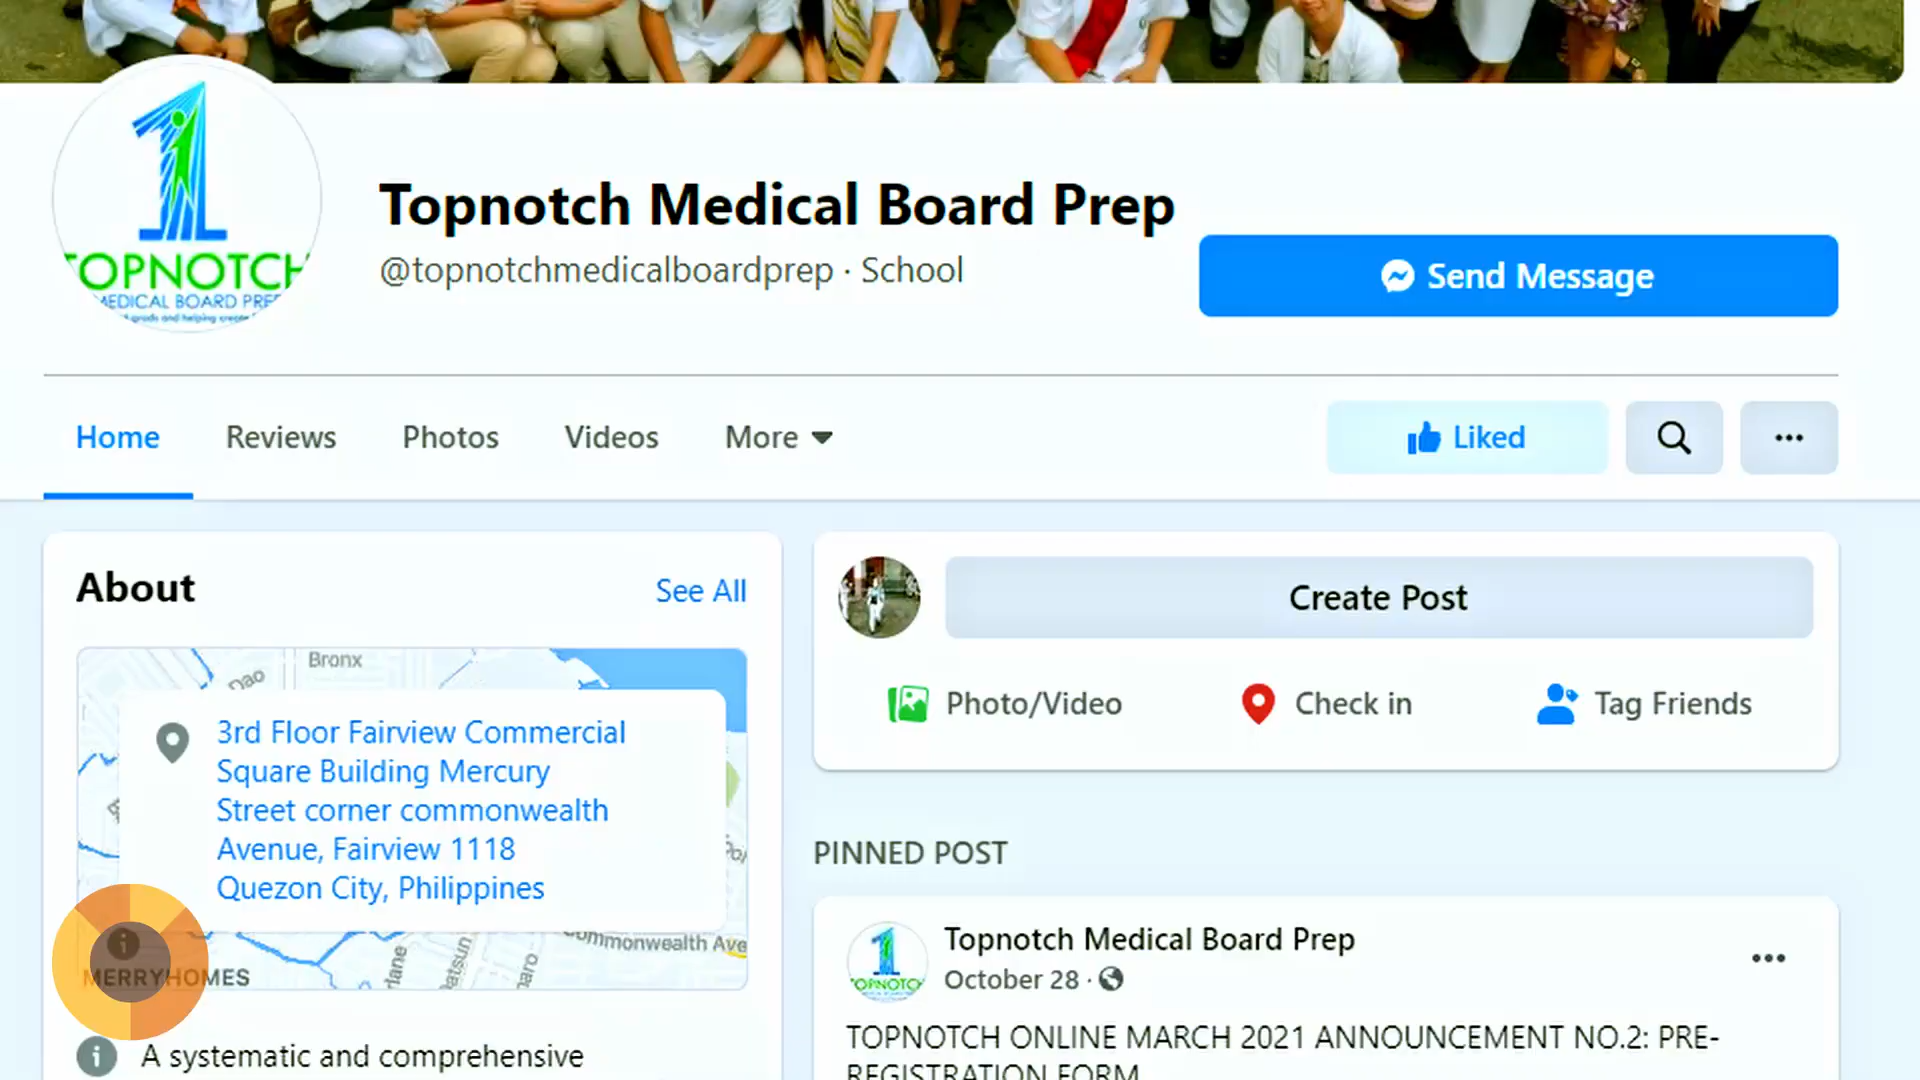 TOPNOTCH
MEDICAL BOARD PREP
Topnotch Medical Board Prep
@topnotchmedicalboardprep · School
Send Message
Home
Reviews
Photos
Videos
More
Liked
About
See All
Create Post
Photo/Video
Check in
Tag Friends
Bronx
Dao
3rd Floor Fairview Commercial
Square Building Mercury
Street corner commonwealth
Avenue, Fairview 1118
Quezon City, Philippines
Commonwealth Ave
MERRYHOMES
A systematic and comprehensive
PINNED POST
Topnotch Medical Board Prep
October 28 ·
TOPNOTCH ONLINE MARCH 2021 ANNOUNCEMENT NO.2: PRE-
REGISTRATION FORM